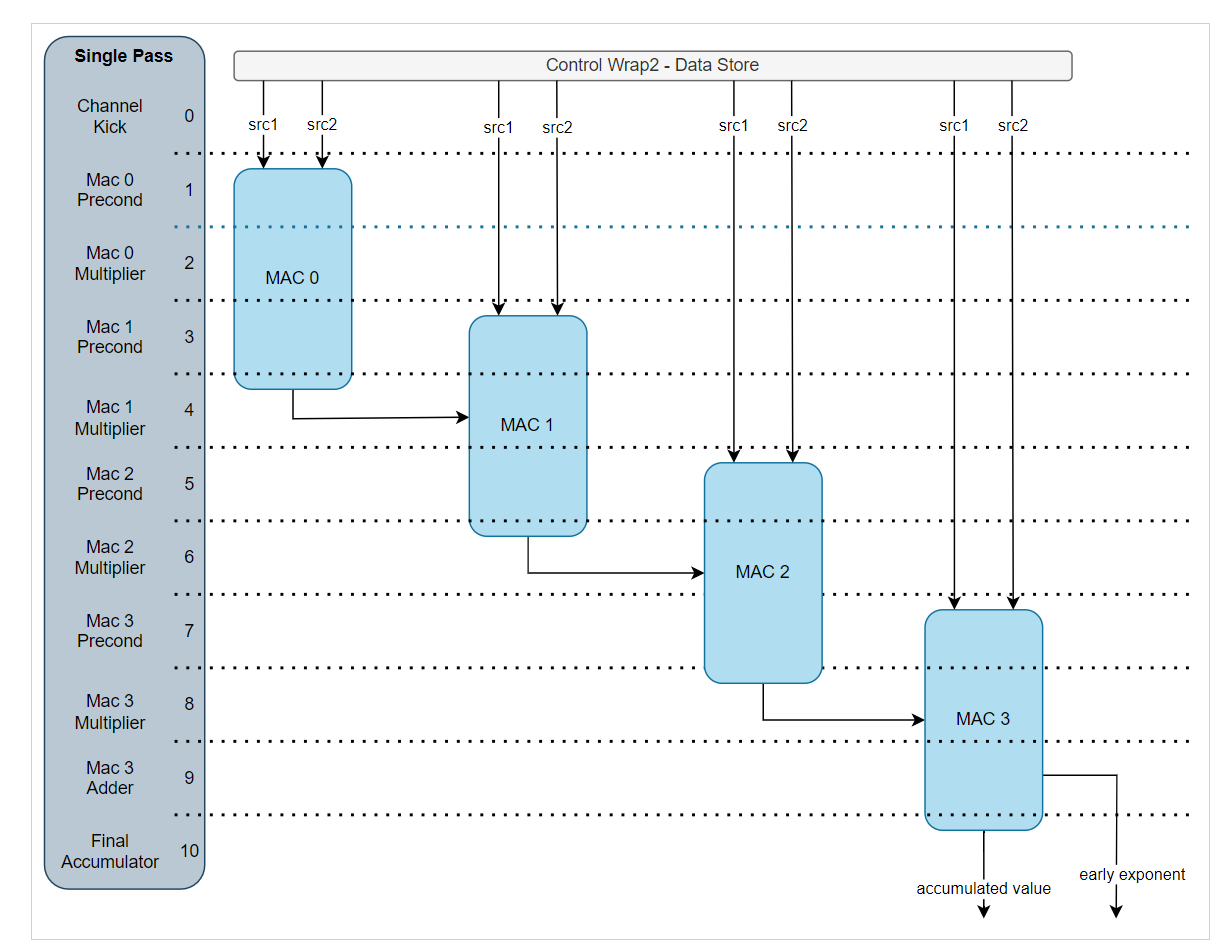 Single Pass
Control Wrap2 - Data Store
Channel
Kick
0
src1
src2
src1
src2
src1
src2
src1
src2
Mac 0
Precond
1
Mac 0
Multiplier
2
MAC 0
Mac 1
Precond
3
Mac 1
Multiplier
4
MAC 1
Mac 2
Precond
5
Mac 2
Multiplier
6
MAC 2
Mac 3
Precond
7
Mac 3
Multiplier
8
MAC 3
Mac 3
Adder
9
Final
Accumulator
10
accumulated value
early exponent